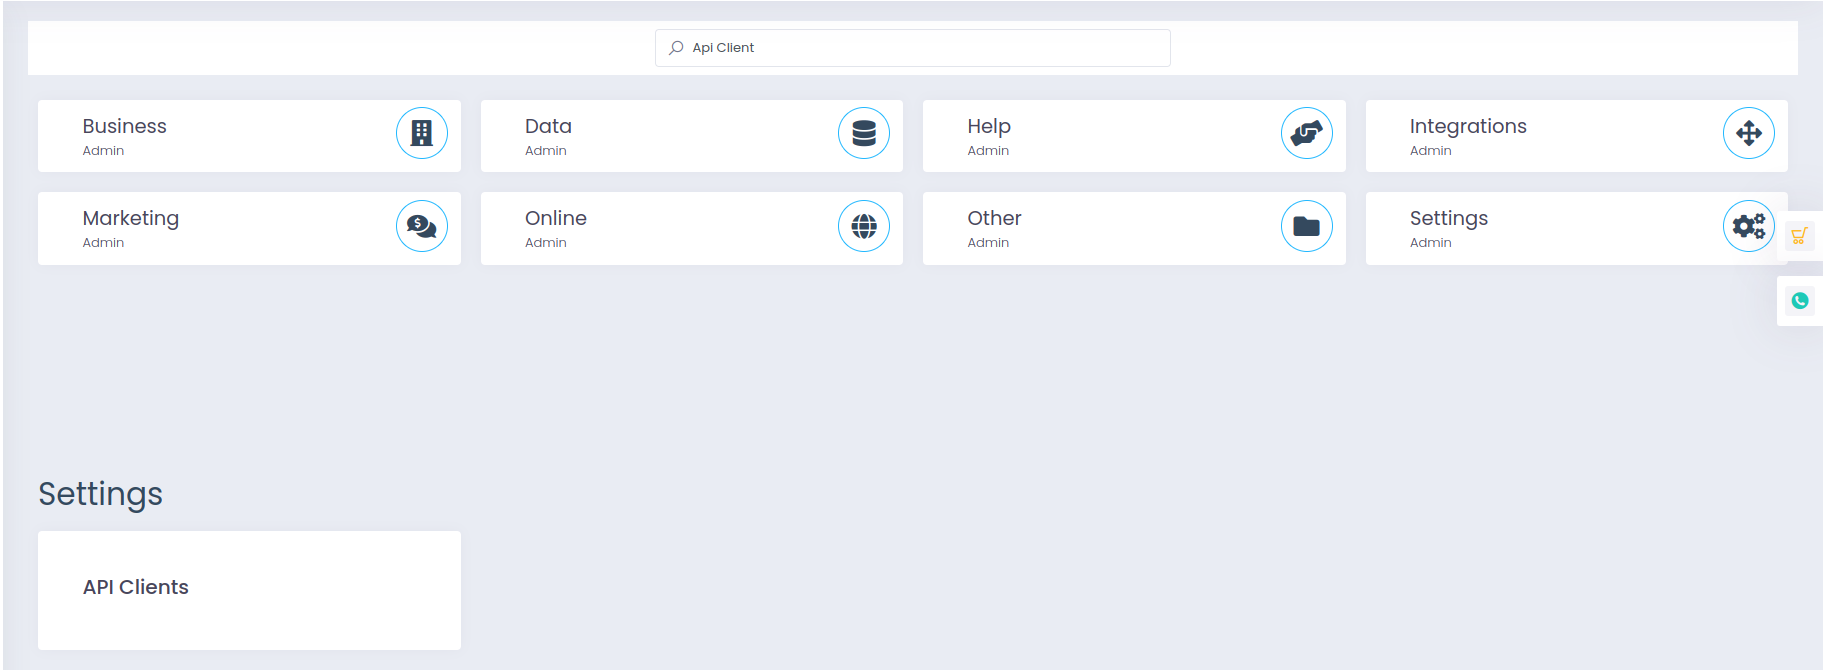 Api Client
Business
Admin
Data
Admin
Help
Admin
Integrations
Admin
Marketing
Admin
Online
Admin
Other
Admin
Settings
Admin
Settings
API Clients